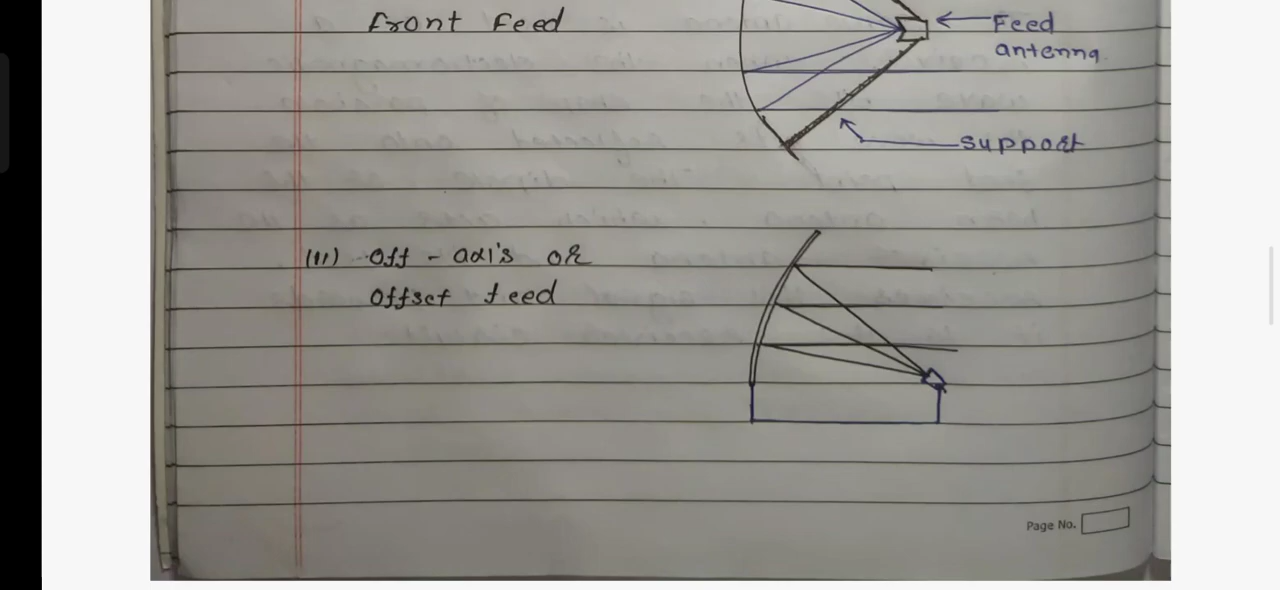 Front Feed
Feed
antenna
support
(ii) Off - axis or
Offset feed
Page No.